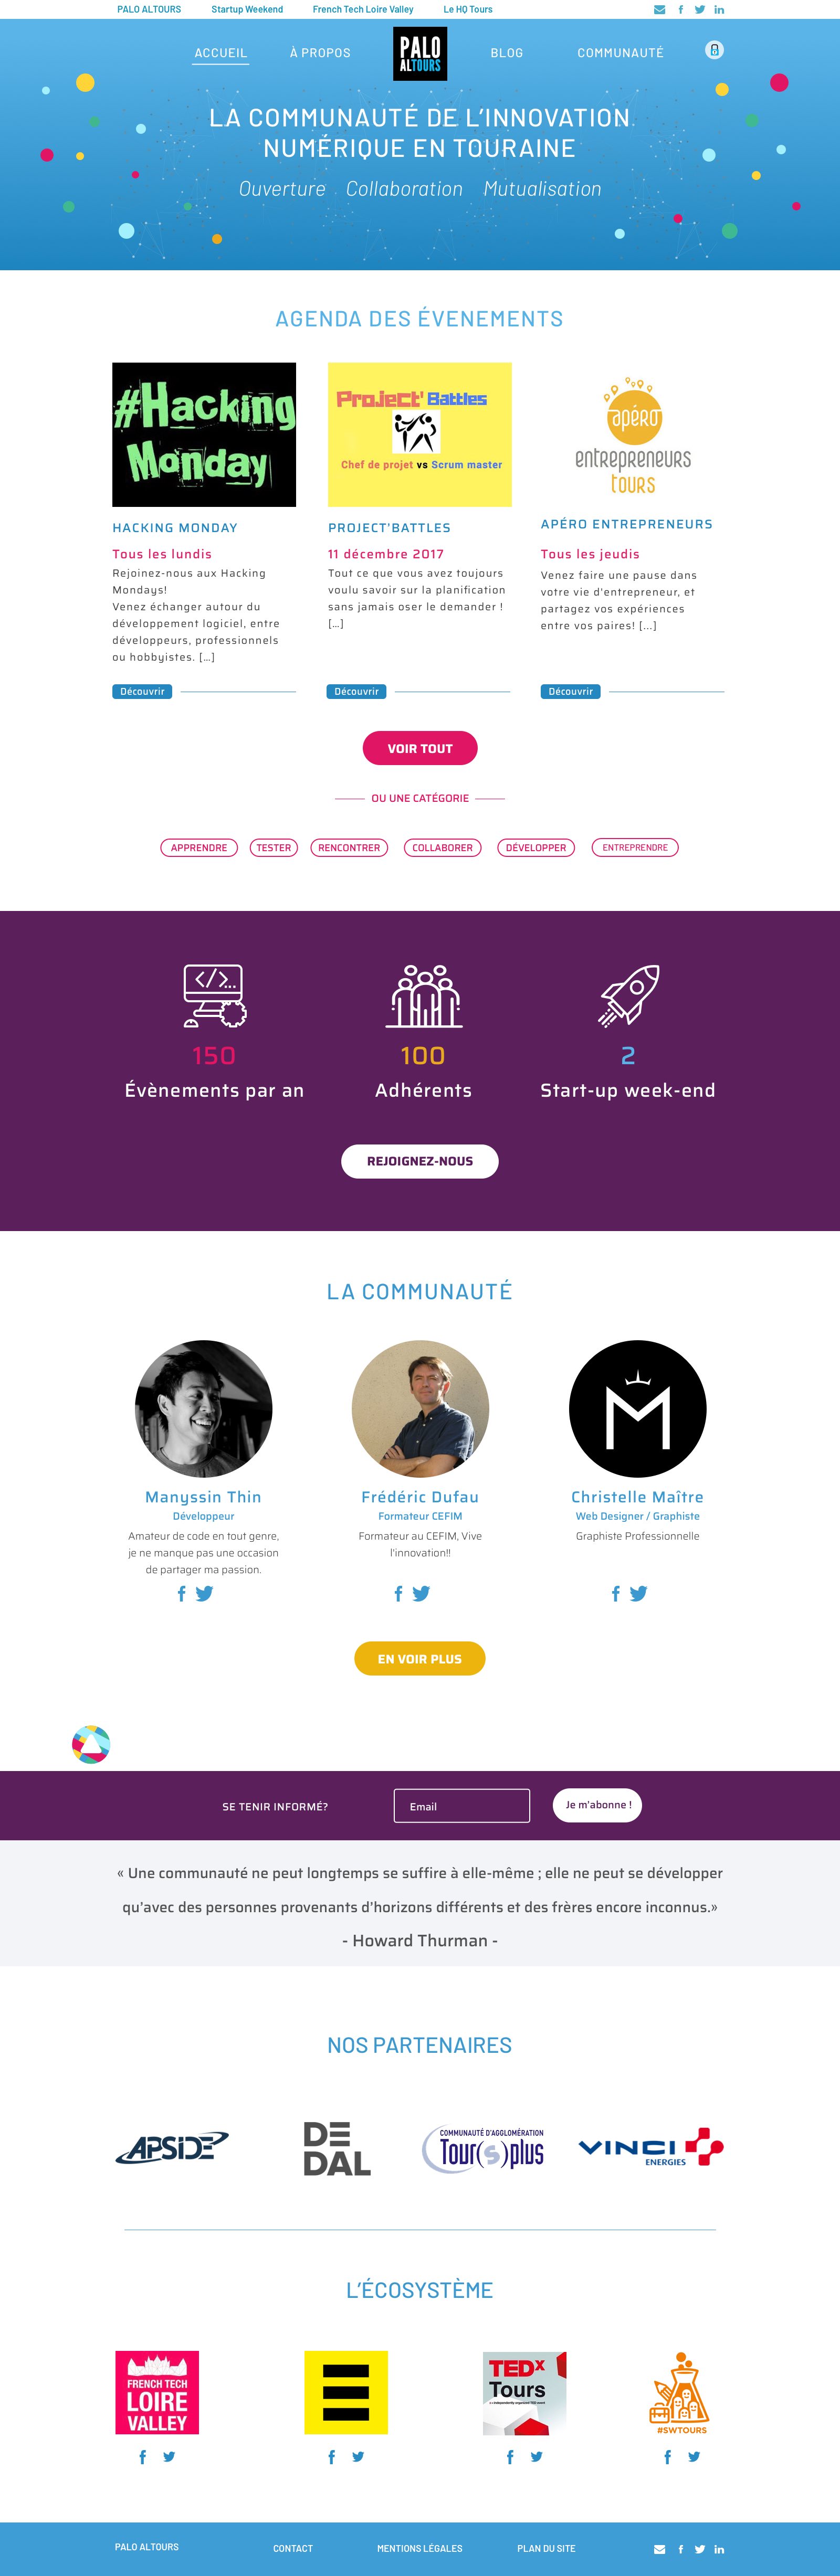 PALO ALTOURS Startup Weekend French Tech Loire Valley Le HQ Tours
ACCUEIL À PROPOS PALO ALTOURS BLOG COMMUNAUTÉ
LA COMMUNAUTÉ DE L'INNOVATION
NUMÉRIQUE EN TOURAINE
Ouverture Collaboration Mutualisation
AGENDA DES ÉVENEMENTS
#Hacking
Monday
HACKING MONDAY
Tous les lundis
Rejoinez-nous aux Hacking
Mondays!
Venez échanger autour du
développement logiciel, entre
développeurs, professionnels
ou hobbyistes. [...]
Découvrir
Project' Battles
Chef de projet vs Scrum master
PROJECT'BATTLES
11 décembre 2017
Tout ce que vous avez toujours
voulu savoir sur la planification
sans jamais oser le demander !
[...]
Découvrir
apéro
entrepreneurs
tours
APÉRO ENTREPRENEURS
Tous les jeudis
Venez faire une pause dans
votre vie d'entrepreneur, et
partagez vos expériences
entre vos paires! [...]
Découvrir
VOIR TOUT
OU UNE CATÉGORIE
APPRENDRE TESTER RENCONTRER COLLABORER DÉVELOPPER ENTREPRENDRE
150
Évènements par an
100
Adhérents
2
Start-up week-end
REJOIGNEZ-NOUS
LA COMMUNAUTÉ
Manyssin Thin
Développeur
Amateur de code en tout genre,
je ne manque pas une occasion
de partager ma passion.
Frédéric Dufau
Formateur CEFIM
Formateur au CEFIM, Vive
l'innovation!!
M
Christelle Maître
Web Designer / Graphiste
Graphiste Professionnelle
EN VOIR PLUS
SE TENIR INFORMÉ? Email Je m'abonne !
« Une communauté ne peut longtemps se suffire à elle-même ; elle ne peut se développer
qu'avec des personnes provenants d'horizons différents et des frères encore inconnus.»
- Howard Thurman -
NOS PARTENAIRES
APSIDE
DE
DAL
COMMUNAUTÉ D'AGGLOMÉRATION
Tour(s)plus
VINCI
ENERGIES
L'ÉCOSYSTÈME
FRENCH TECH
LOIRE
VALLEY
TEDx
Tours
#SWTOURS
PALO ALTOURS CONTACT MENTIONS LÉGALES PLAN DU SITE